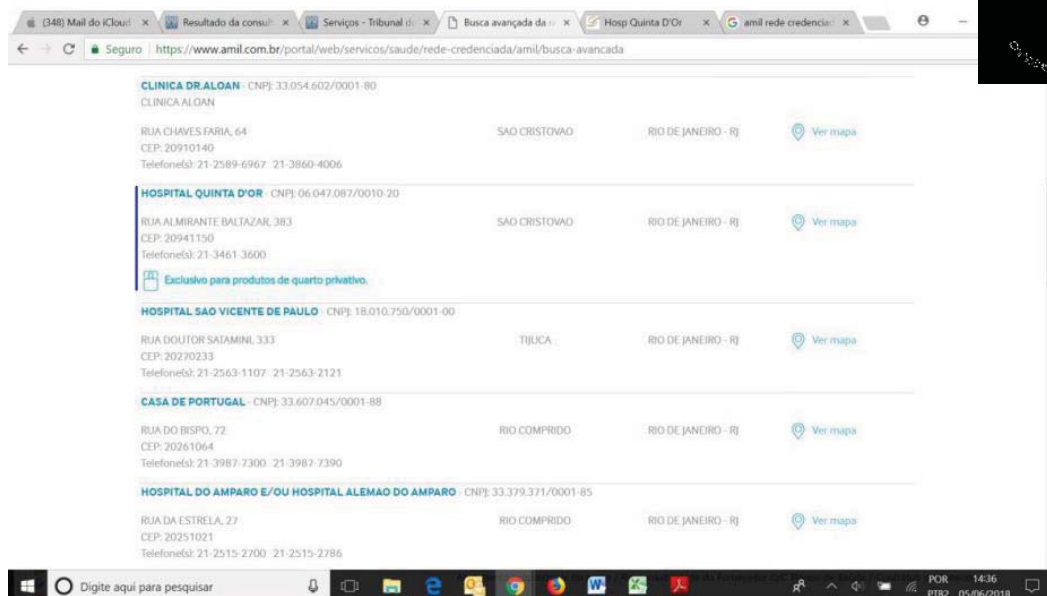 (348) Mail do iCloud
Resultado da consul
Serviços - Tribunal d
Busca avançada da r
Hosp Quinta D'Or
amil rede credencia
Seguro https://www.amil.com.br/portal/web/servicos/saude/rede-credenciada/amil/busca-avancada
CLINICA DR.ALOAN - CNPJ: 33.054.602/0001-80
CLINICA ALOAN
RUA CHAVES FARIA, 64 SAO CRISTOVAO RIO DE JANEIRO - RJ Ver mapa
CEP: 20910140
Telefone(s): 21-2589-6967 21-3860-4006
HOSPITAL QUINTA D'OR - CNPJ: 06.047.087/0010-20
RUA ALMIRANTE BALTAZAR, 383 SAO CRISTOVAO RIO DE JANEIRO - RJ Ver mapa
CEP: 20941150
Telefone(s): 21-3461-3600
Exclusivo para produtos de quarto privativo.
HOSPITAL SAO VICENTE DE PAULO - CNPJ: 18.010.750/0001-00
RUA DOUTOR SATAMINI, 333 TIJUCA RIO DE JANEIRO - RJ Ver mapa
CEP: 20270233
Telefone(s): 21-2563-1107 21-2563-2121
CASA DE PORTUGAL - CNPJ: 33.607.045/0001-88
RUA DO BISPO, 72 RIO COMPRIDO RIO DE JANEIRO - RJ Ver mapa
CEP: 20261064
Telefone(s): 21-3987-7300 21-3987-7390
HOSPITAL DO AMPARO E/OU HOSPITAL ALEMAO DO AMPARO - CNPJ: 33.379.371/0001-85
RUA DA ESTRELA, 27 RIO COMPRIDO RIO DE JANEIRO - RJ Ver mapa
CEP: 20251021
Telefone(s): 21-2515-2700 21-2515-2786
Digite aqui para pesquisar
POR 14:36
PTB2 05/06/2018